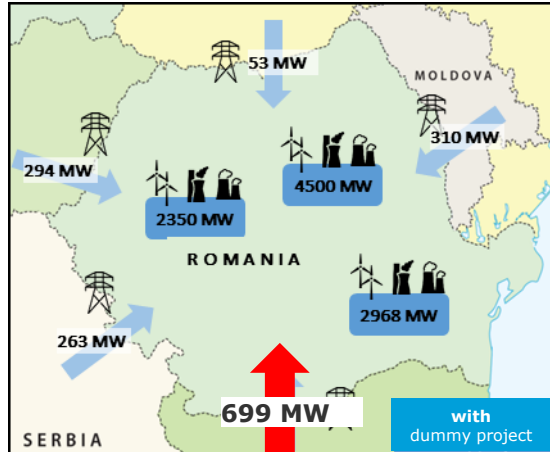 53 MW
MOLDOVA
310 MW
294 MW
4500 MW
2350 MW
ROMANIA
2968 MW
263 MW
699 MW
with
dummy project
SERBIA